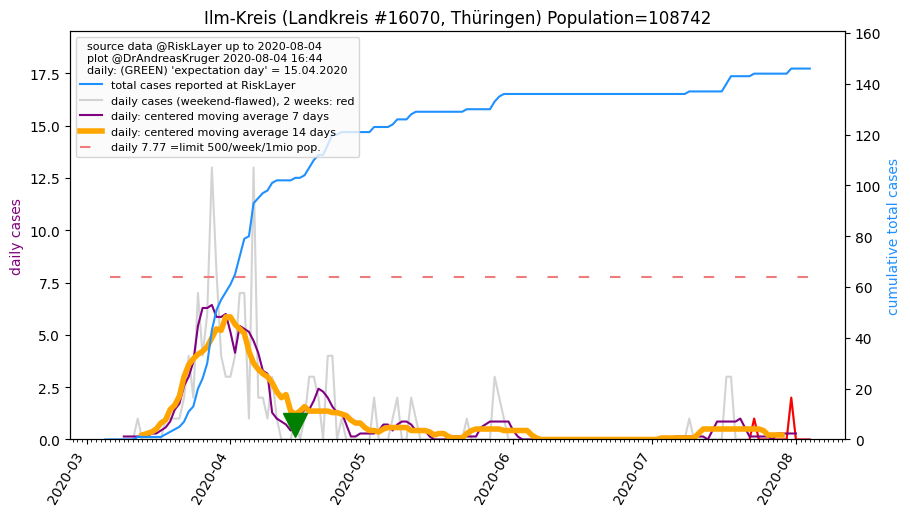 Ilm-Kreis (Landkreis #16070, Thüringen) Population=108742
source data @RiskLayer up to 2020-08-04
plot @DrAndreasKruger 2020-08-04 16:44
daily: (GREEN) 'expectation day' = 15.04.2020
total cases reported at RiskLayer
daily cases (weekend-flawed), 2 weeks: red
daily: centered moving average 7 days
daily: centered moving average 14 days
daily 7.77 =limit 500/week/1mio pop.
daily cases
17.5
15.0
12.5
10.0
7.5
5.0
2.5
0.0
160
140
120
100
80
60
40
20
0
cumulative total cases
2020-03
2020-04
2020-05
2020-06
2020-07
2020-08